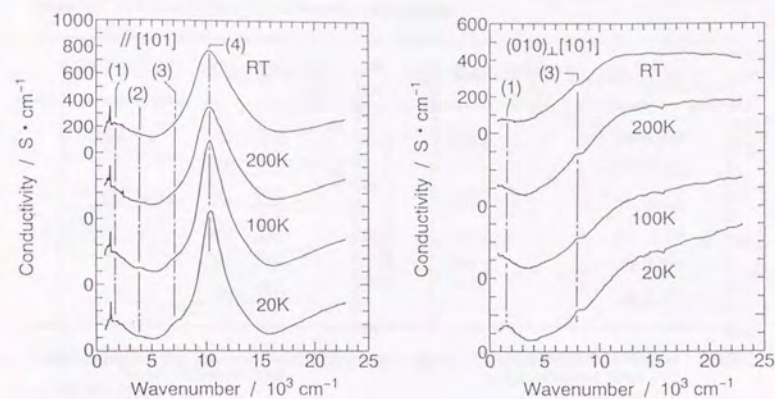 1000
800
600
400
200
0
0
0
0
Conductivity / S • cm⁻¹
// [101]
(4)
(1)
(2)
(3)
RT
200K
100K
20K
0 5 10 15 20 25
Wavenumber / 10³ cm⁻¹
600
400
200
0
0
0
0
Conductivity / S • cm⁻¹
(010)⊥[101]
(3)
(1)
RT
200K
100K
20K
0 5 10 15 20 25
Wavenumber / 10³ cm⁻¹